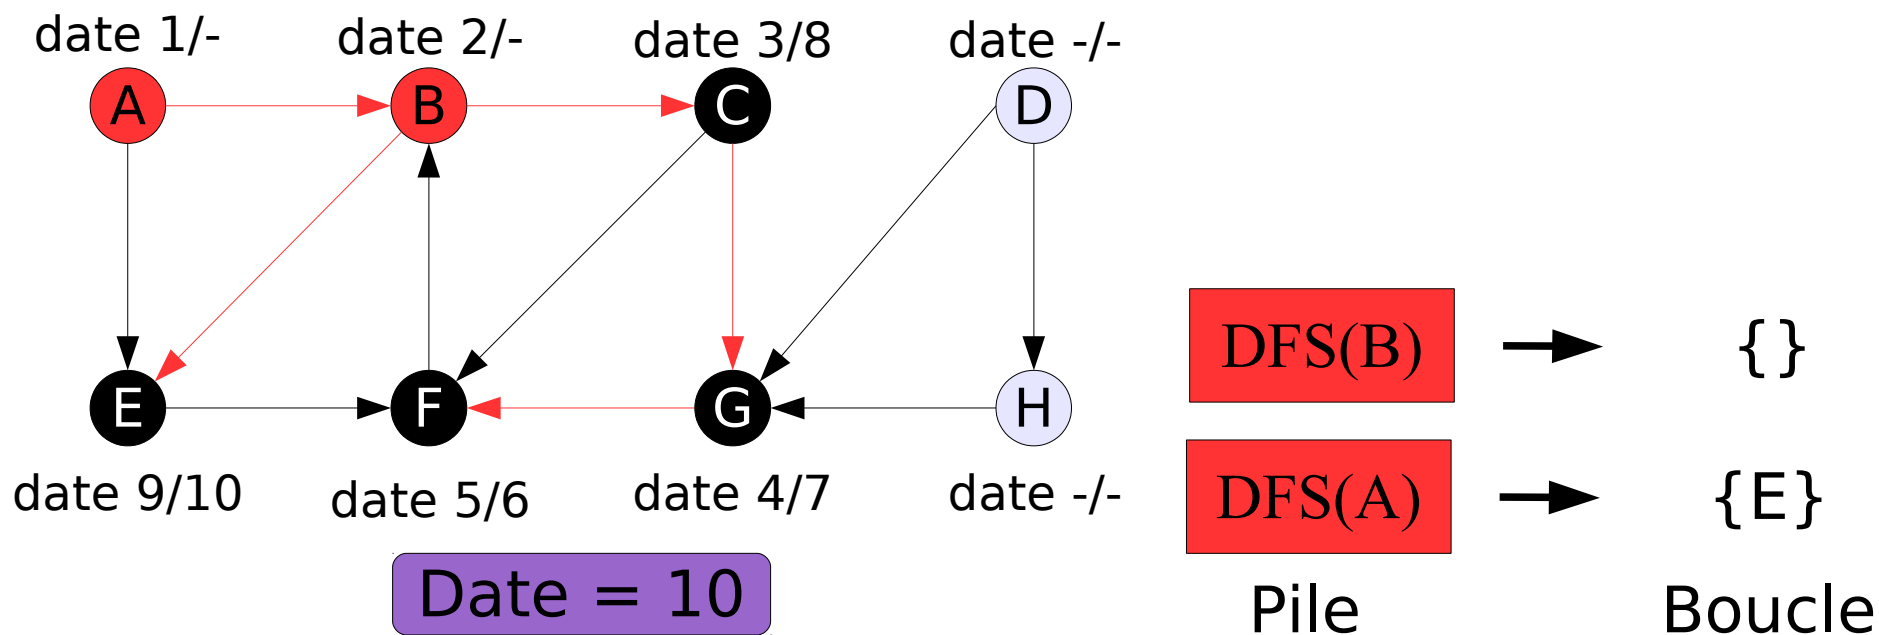 date 1/-
date 2/-
date 3/8
date -/-
A
B
C
D
DFS(B)
{}
E
F
G
H
date 9/10
date 5/6
date 4/7
date -/-
DFS(A)
{E}
Date = 10
Pile
Boucle